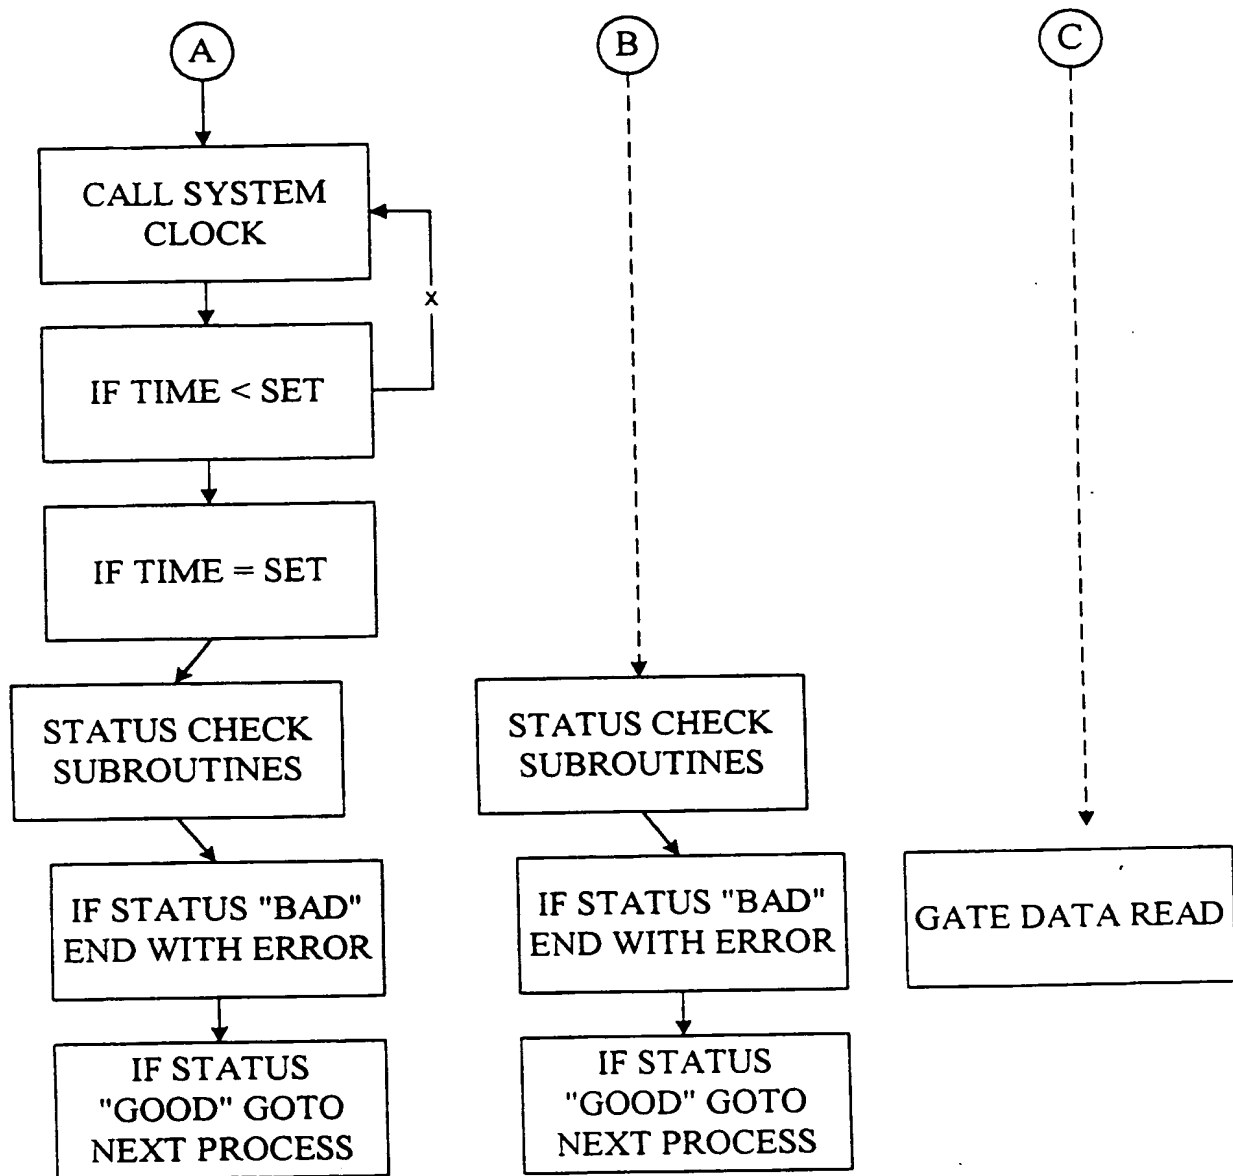 A
CALL SYSTEM
CLOCK
x
IF TIME < SET
IF TIME = SET
STATUS CHECK
SUBROUTINES
IF STATUS "BAD"
END WITH ERROR
IF STATUS
"GOOD" GOTO
NEXT PROCESS
B
STATUS CHECK
SUBROUTINES
IF STATUS "BAD"
END WITH ERROR
IF STATUS
"GOOD" GOTO
NEXT PROCESS
C
GATE DATA READ